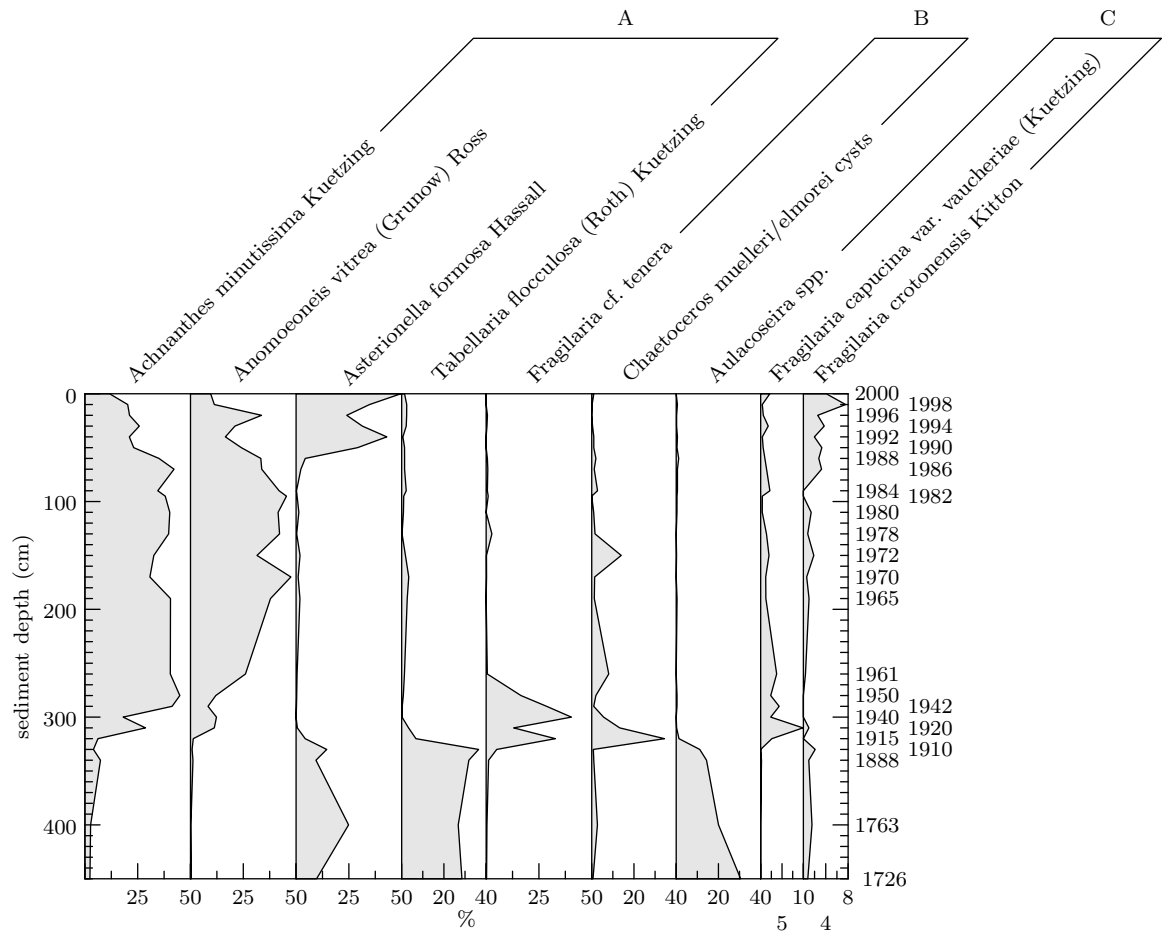 A
B
C
Achnanthes minutissima Kuetzing
Anomoeoneis vitrea (Grunow) Ross
Asterionella formosa Hassall
Tabellaria flocculosa (Roth) Kuetzing
Fragilaria cf. tenera
Chaetoceros muelleri/elmorei cysts
Aulacoseira spp.
Fragilaria capucina var. vaucheriae (Kuetzing)
Fragilaria crotonensis Kitton
sediment depth (cm)
0
100
200
300
400
2000
1998
1996
1994
1992
1990
1988
1986
1984
1982
1980
1978
1972
1970
1965
1961
1950
1942
1940
1920
1915
1910
1888
1763
1726
25 50 25 50 25 50 20 40 25 50 25 50 20 40 10 8
% 5 4